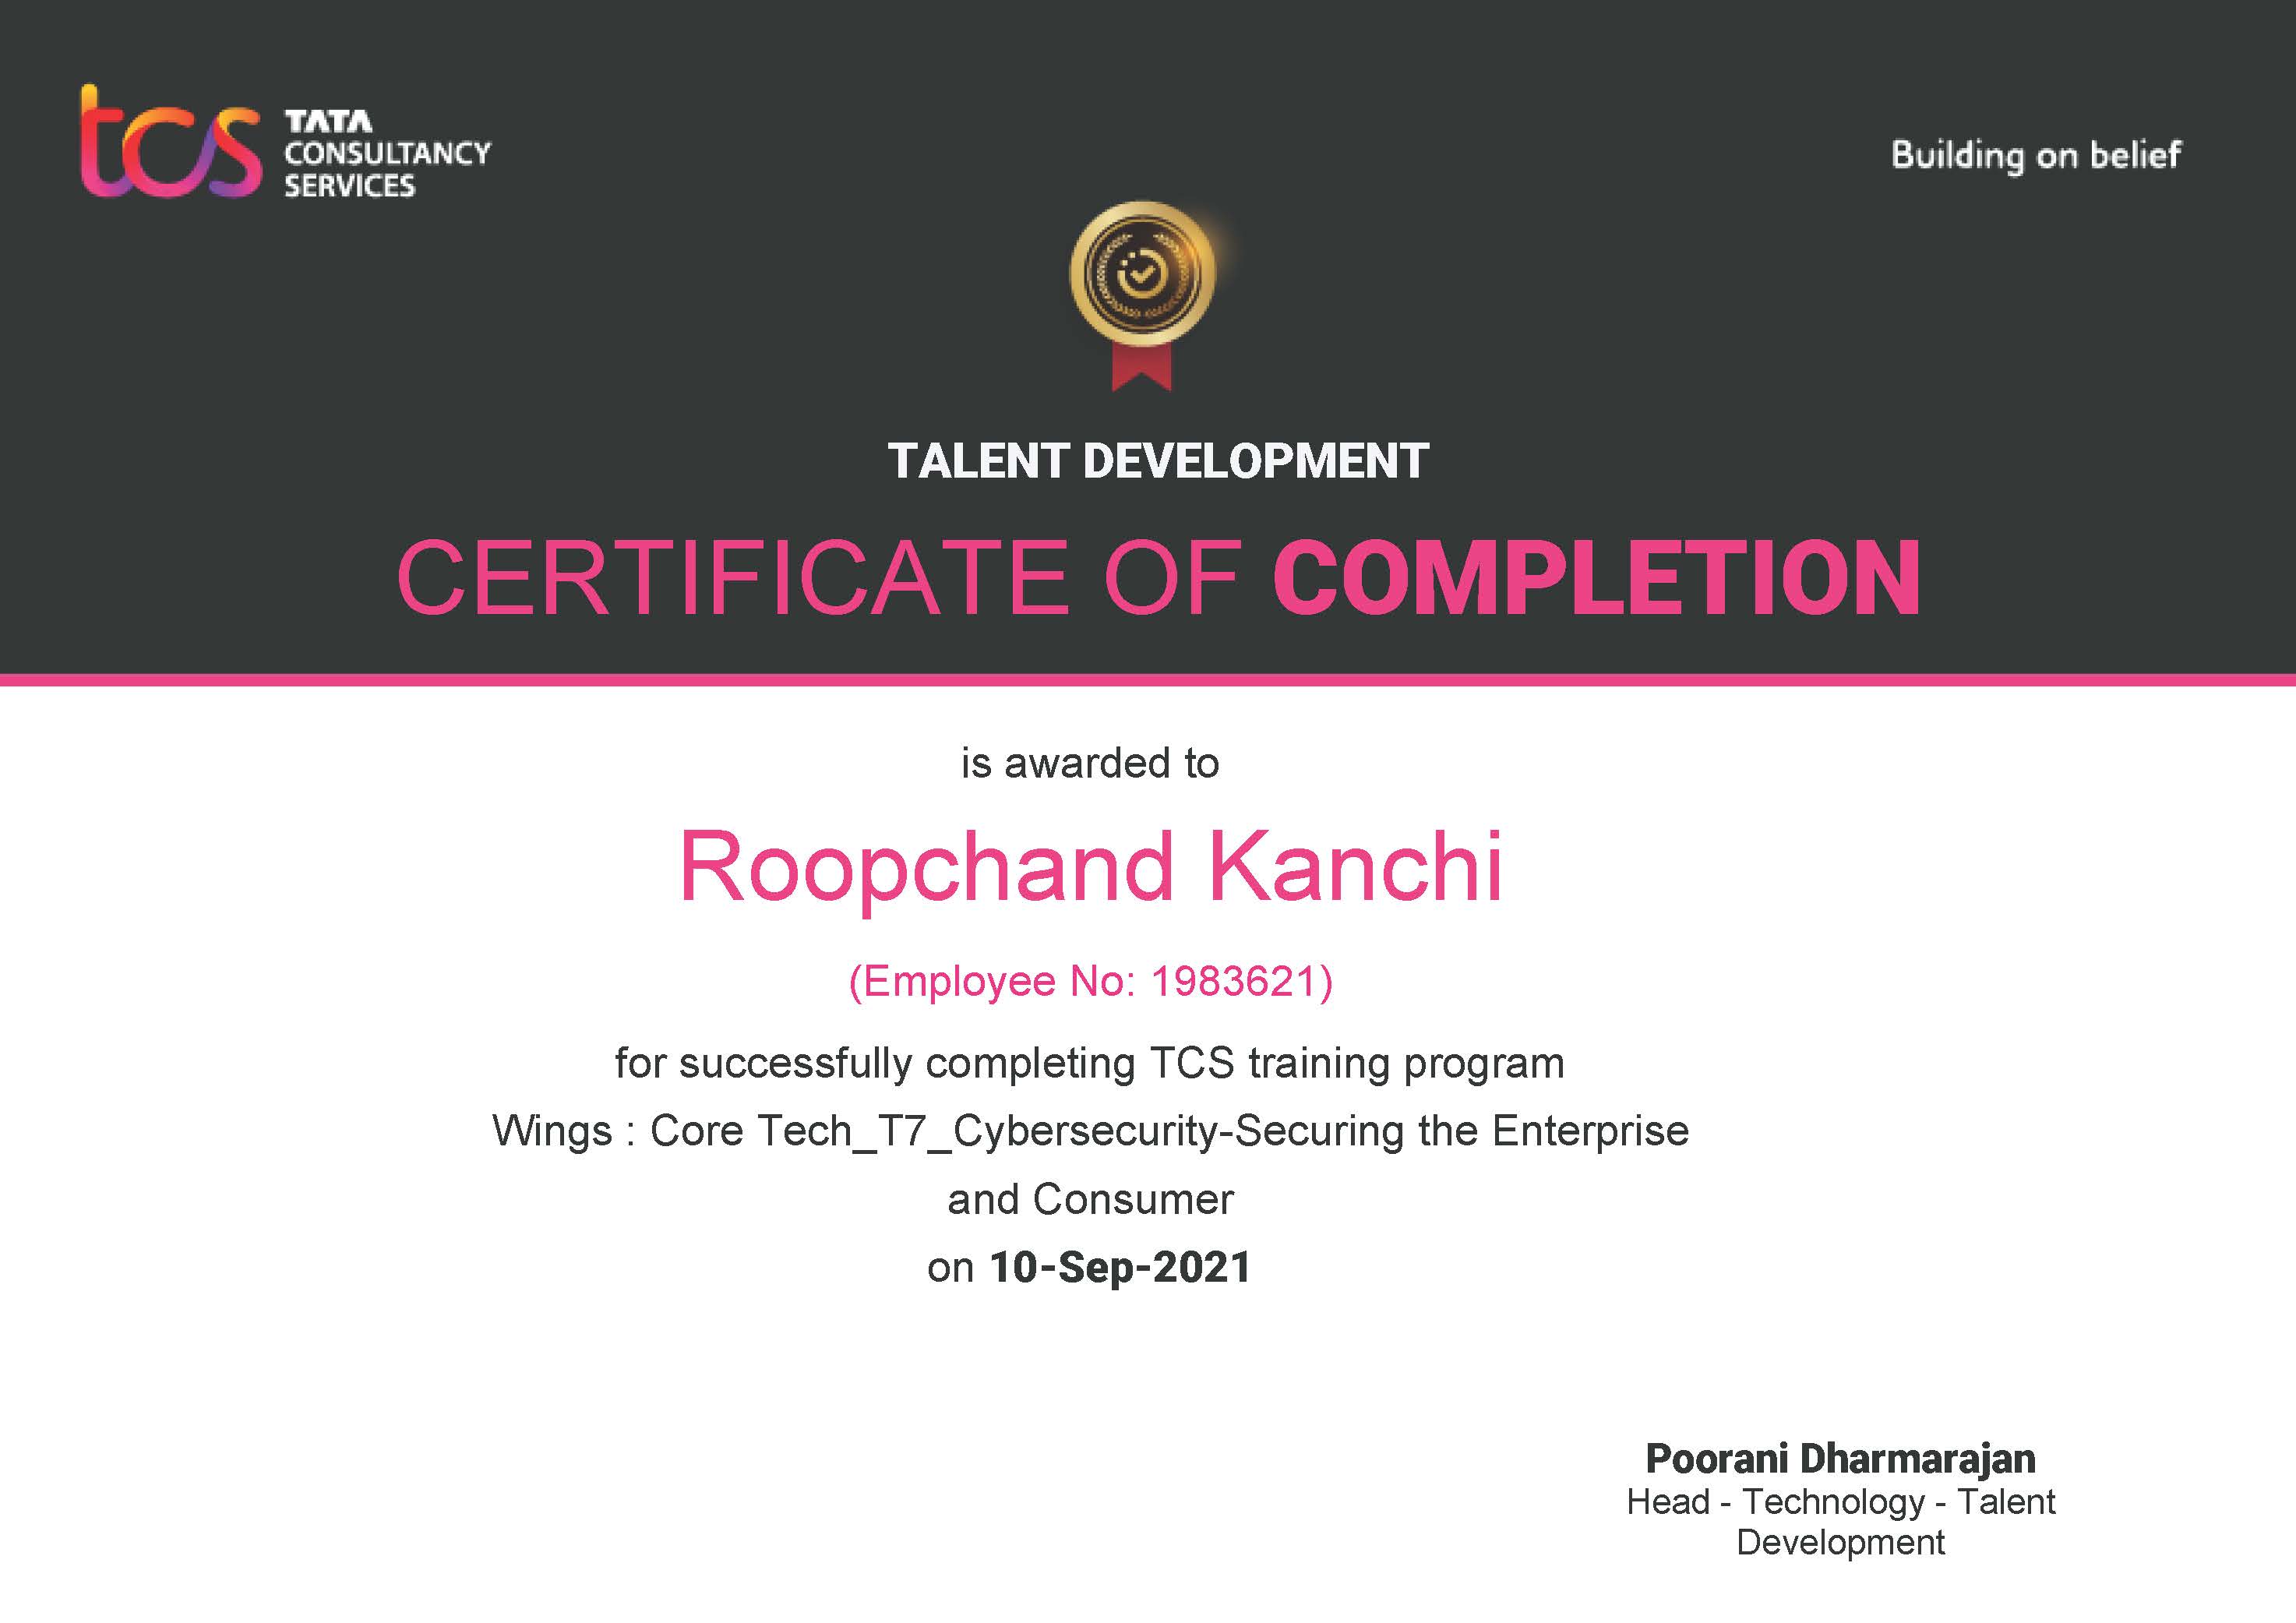 tcs TATA
CONSULTANCY
SERVICES
Building on belief
TALENT DEVELOPMENT
CERTIFICATE OF COMPLETION
is awarded to
Roopchand Kanchi
(Employee No: 1983621)
for successfully completing TCS training program
Wings : Core Tech_T7_Cybersecurity-Securing the Enterprise
and Consumer
on 10-Sep-2021
Poorani Dharmarajan
Head - Technology - Talent
Development